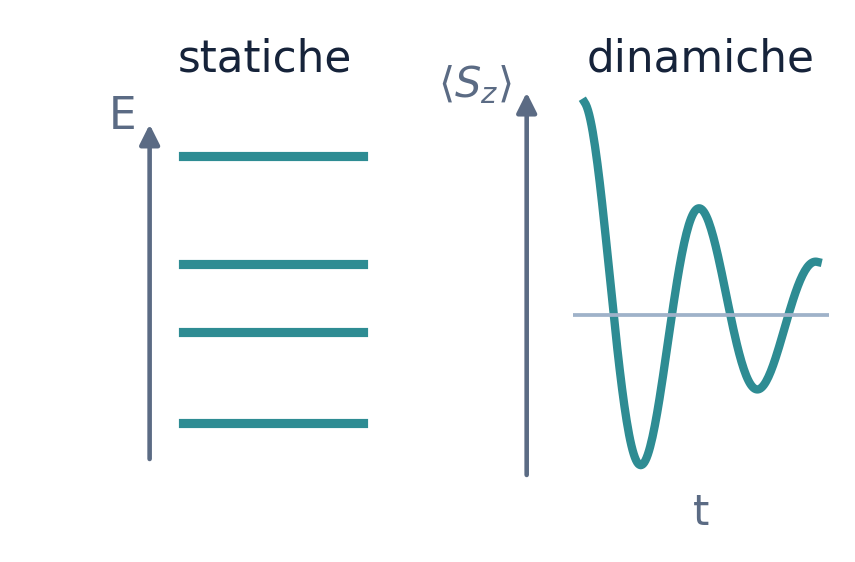 statiche
E
dinamiche
⟨S_z⟩
t